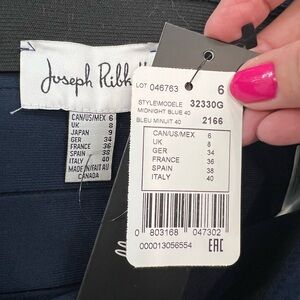 Joseph Ribk
CAN/US/MEX 6
UK 8
JAPAN 9
GER 34
FRANCE 36
SPAIN 38
ITALY 40
MADE IN/FAIT AU
CANADA
LOT 046763 6
STYLE/MODELE 32330G
MIDNIGHT BLUE 40
BLEU MINUIT 40 2166
CAN/US/MEX 6
UK 8
GER 34
FRANCE 36
SPAIN 38
ITALY 40
0 803168 047302
000013056554 EAC